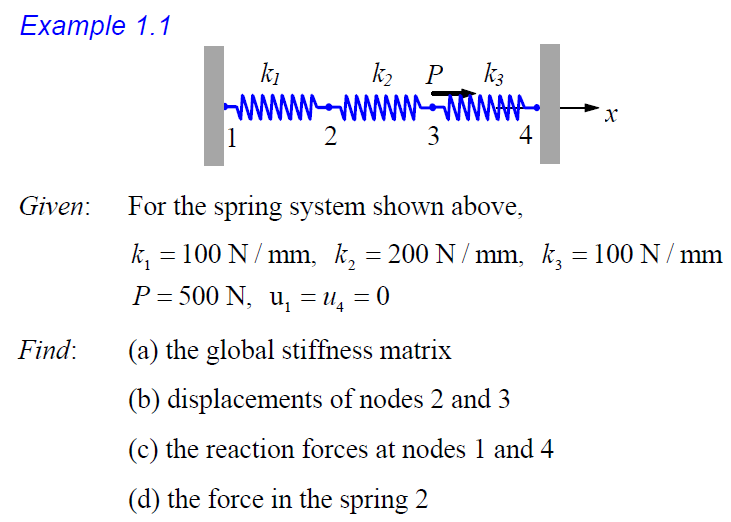 Example 1.1
k₁ k₂ P k₃
x
1 2 3 4
Given: For the spring system shown above,
k₁ = 100 N / mm, k₂ = 200 N / mm, k₃ = 100 N / mm
P = 500 N, u₁ = u₄ = 0
Find: (a) the global stiffness matrix
(b) displacements of nodes 2 and 3
(c) the reaction forces at nodes 1 and 4
(d) the force in the spring 2